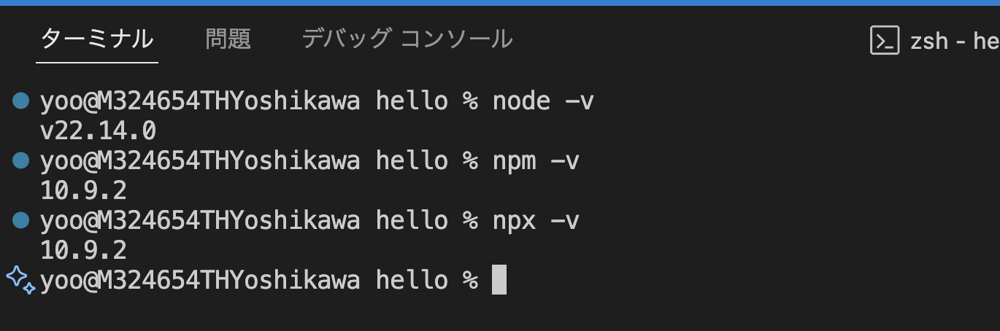 ターミナル 問題 デバッグ コンソール zsh - he
yoo@M324654THYoshikawa hello % node -v
v22.14.0
yoo@M324654THYoshikawa hello % npm -v
10.9.2
yoo@M324654THYoshikawa hello % npx -v
10.9.2
yoo@M324654THYoshikawa hello %